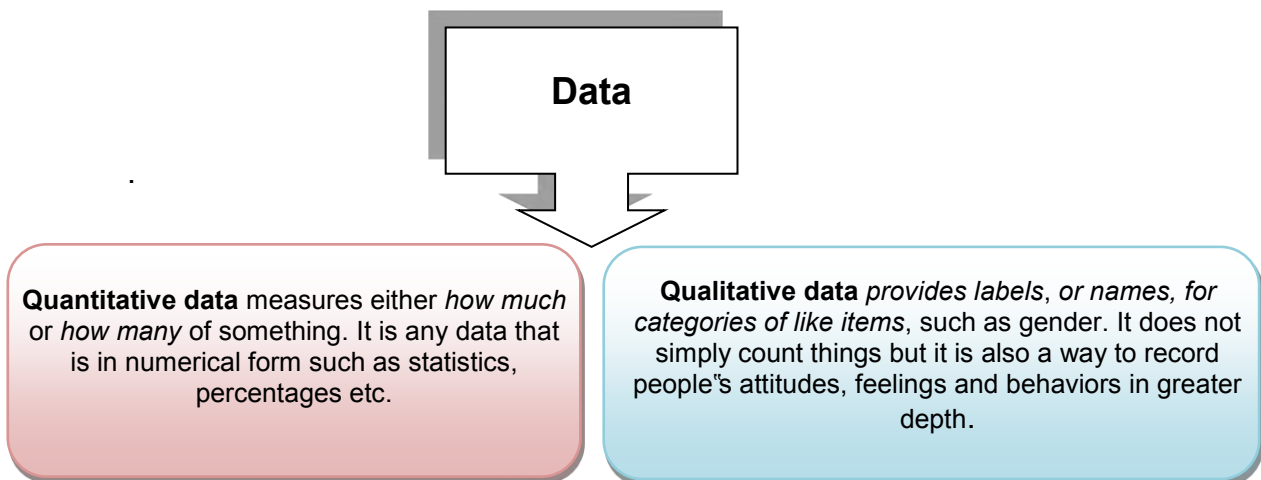 Data
.
Quantitative data measures either how much
or how many of something. It is any data that
is in numerical form such as statistics,
percentages etc.
Qualitative data provides labels, or names, for
categories of like items, such as gender. It does not
simply count things but it is also a way to record
people‟s attitudes, feelings and behaviors in greater
depth.